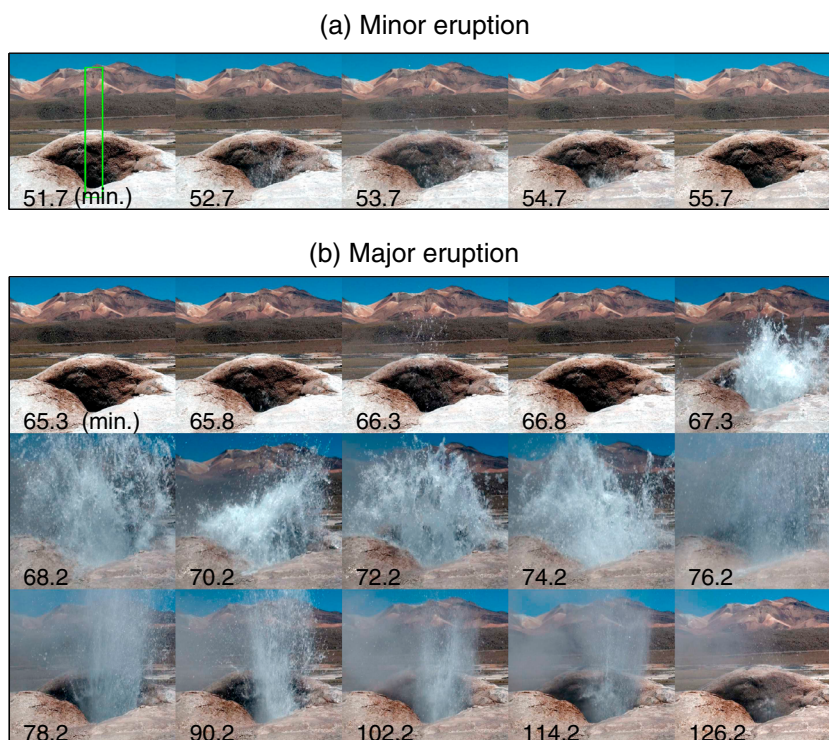 (a) Minor eruption
51.7 (min.) 52.7 53.7 54.7 55.7
(b) Major eruption
65.3 (min.) 65.8 66.3 66.8 67.3
68.2 70.2 72.2 74.2 76.2
78.2 90.2 102.2 114.2 126.2